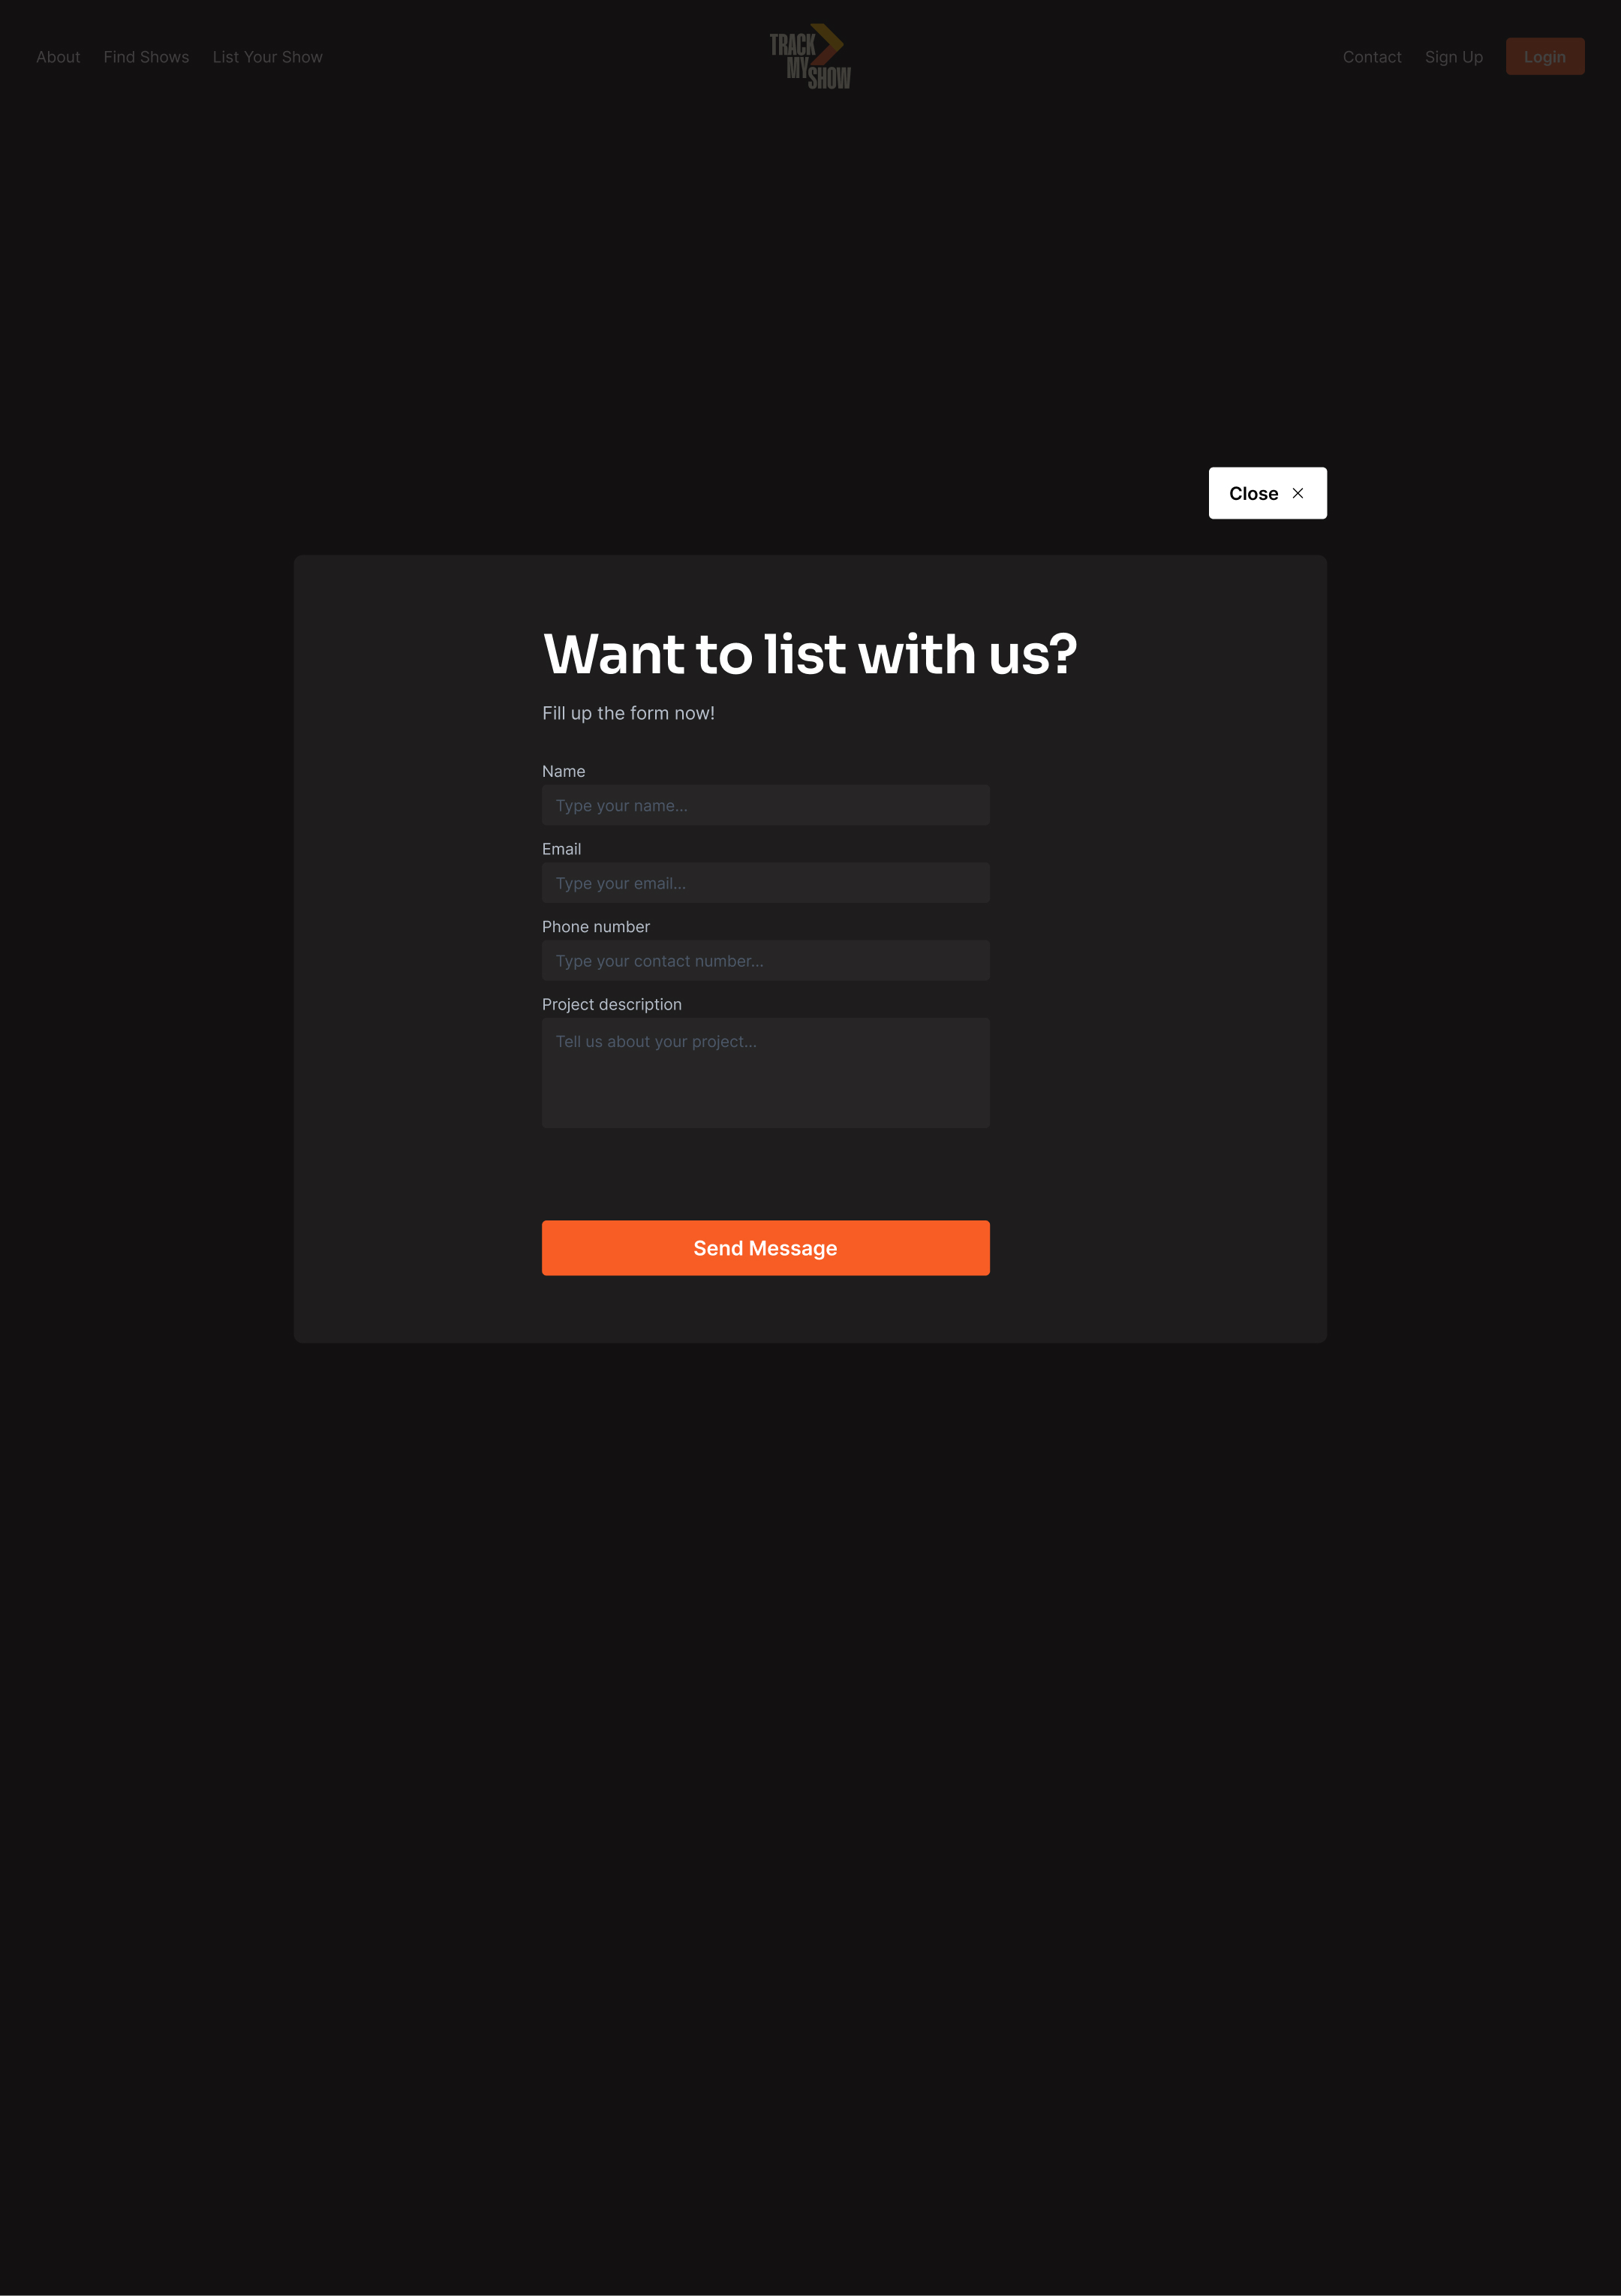 About
Find Shows
List Your Show
TRACK
MY
SHOW
Contact
Sign Up
Login
Close
Want to list with us?
Fill up the form now!
Name
Type your name...
Email
Type your email...
Phone number
Type your contact number...
Project description
Tell us about your project...
Send Message